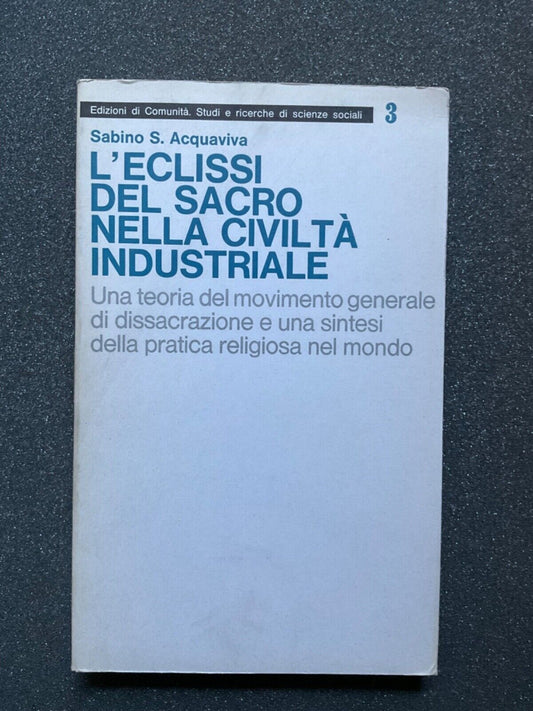 Edizioni di Comunità. Studi e ricerche di scienze sociali 3
Sabino S. Acquaviva
L'ECLISSI
DEL SACRO
NELLA CIVILTÀ
INDUSTRIALE
Una teoria del movimento generale
di dissacrazione e una sintesi
della pratica religiosa nel mondo